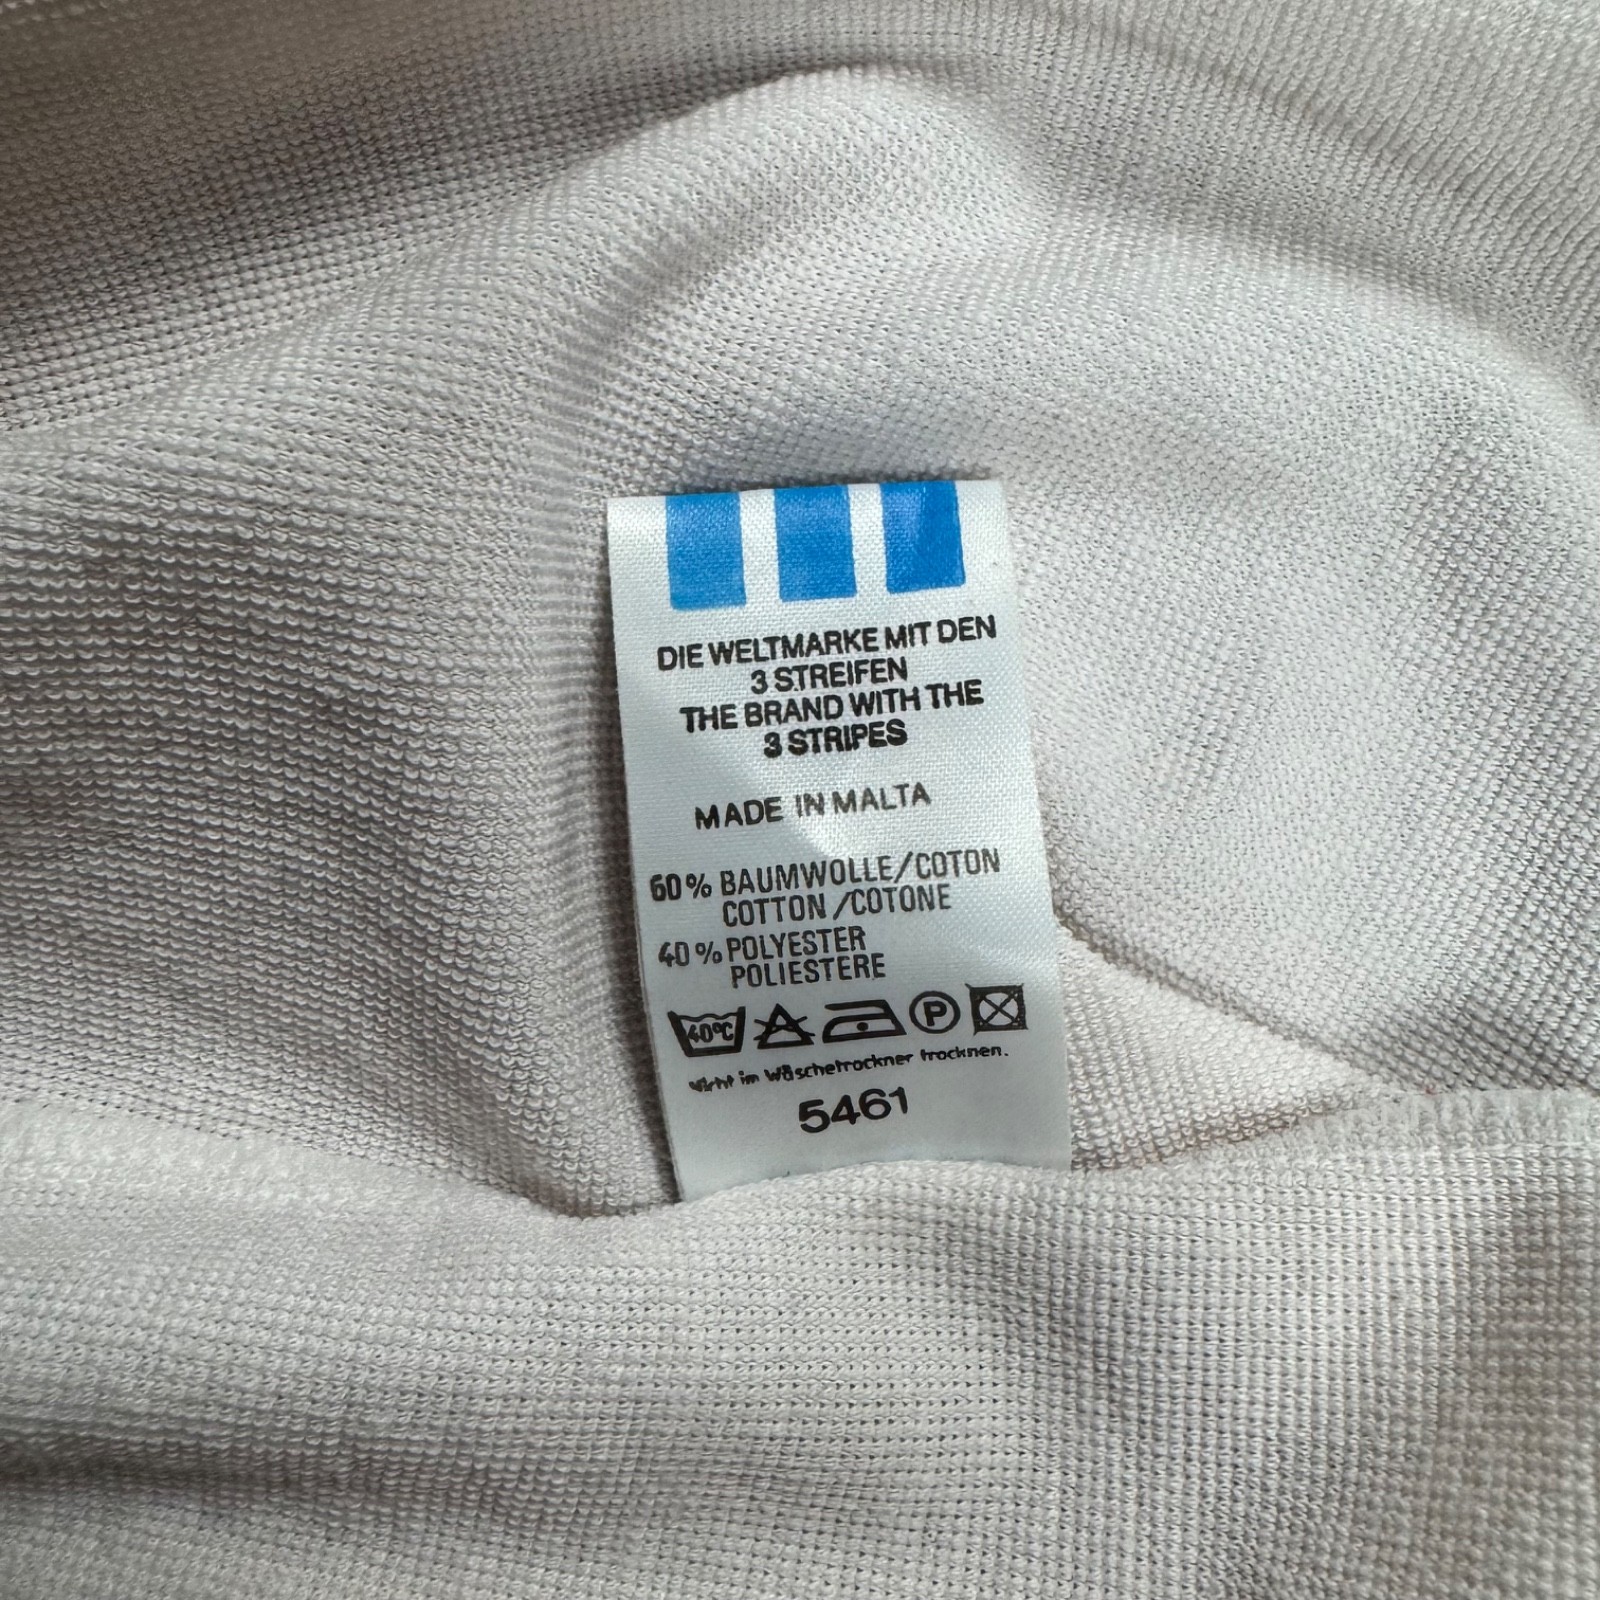 DIE WELTMARKE MIT DEN
3 STREIFEN
THE BRAND WITH THE
3 STRIPES
MADE IN MALTA
60% BAUMWOLLE/COTON
COTTON/COTONE
40% POLYESTER
POLIESTERE
40°C P
Nicht im Wäschetrockner trocknen.
5461